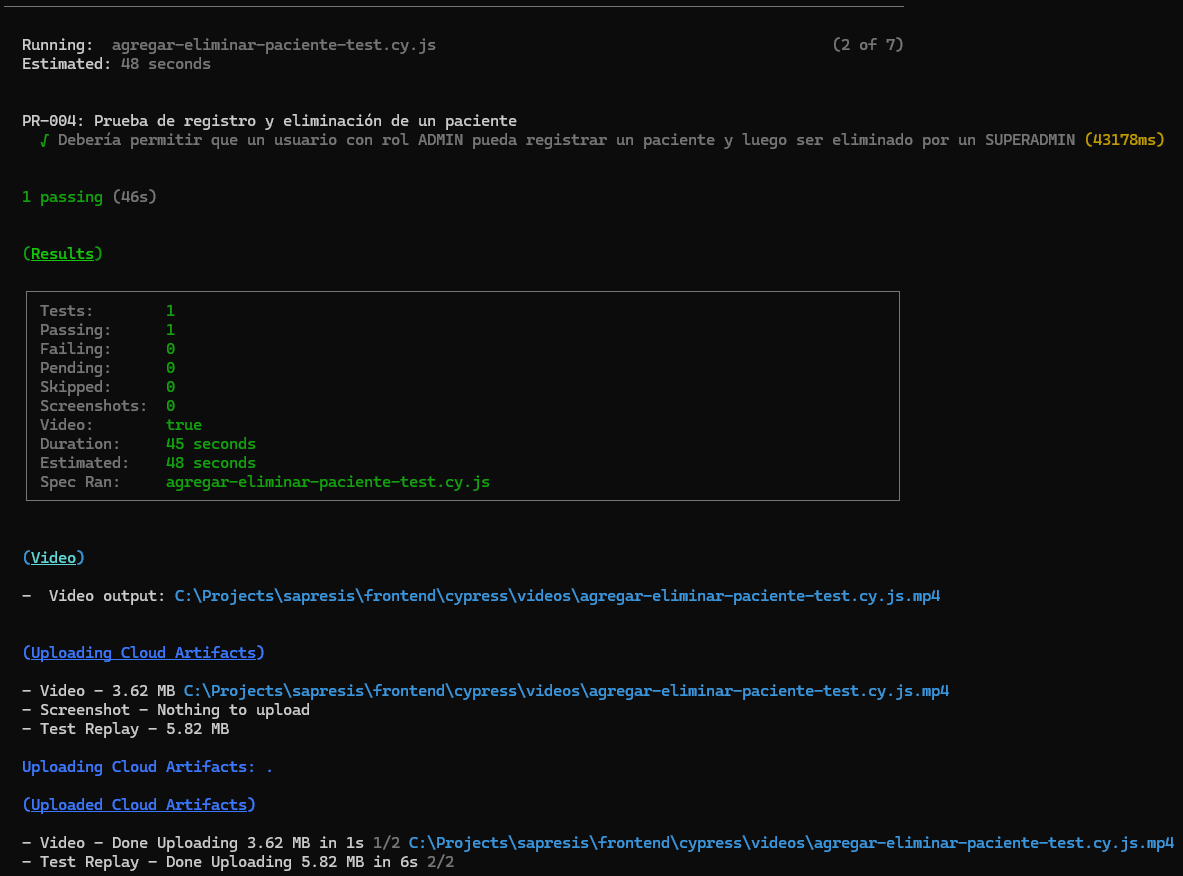 Running:  agregar-eliminar-paciente-test.cy.js (2 of 7)
Estimated: 48 seconds
PR-004: Prueba de registro y eliminación de un paciente
√ Debería permitir que un usuario con rol ADMIN pueda registrar un paciente y luego ser eliminado por un SUPERADMIN (43178ms)
1 passing (46s)
(Results)
Tests: 1
Passing: 1
Failing: 0
Pending: 0
Skipped: 0
Screenshots: 0
Video: true
Duration: 45 seconds
Estimated: 48 seconds
Spec Ran: agregar-eliminar-paciente-test.cy.js
(Video)
-  Video output: C:\Projects\sapresis\frontend\cypress\videos\agregar-eliminar-paciente-test.cy.js.mp4
(Uploading Cloud Artifacts)
- Video - 3.62 MB C:\Projects\sapresis\frontend\cypress\videos\agregar-eliminar-paciente-test.cy.js.mp4
- Screenshot - Nothing to upload
- Test Replay - 5.82 MB
Uploading Cloud Artifacts: .
(Uploaded Cloud Artifacts)
- Video - Done Uploading 3.62 MB in 1s 1/2 C:\Projects\sapresis\frontend\cypress\videos\agregar-eliminar-paciente-test.cy.js.mp4
- Test Replay - Done Uploading 5.82 MB in 6s 2/2